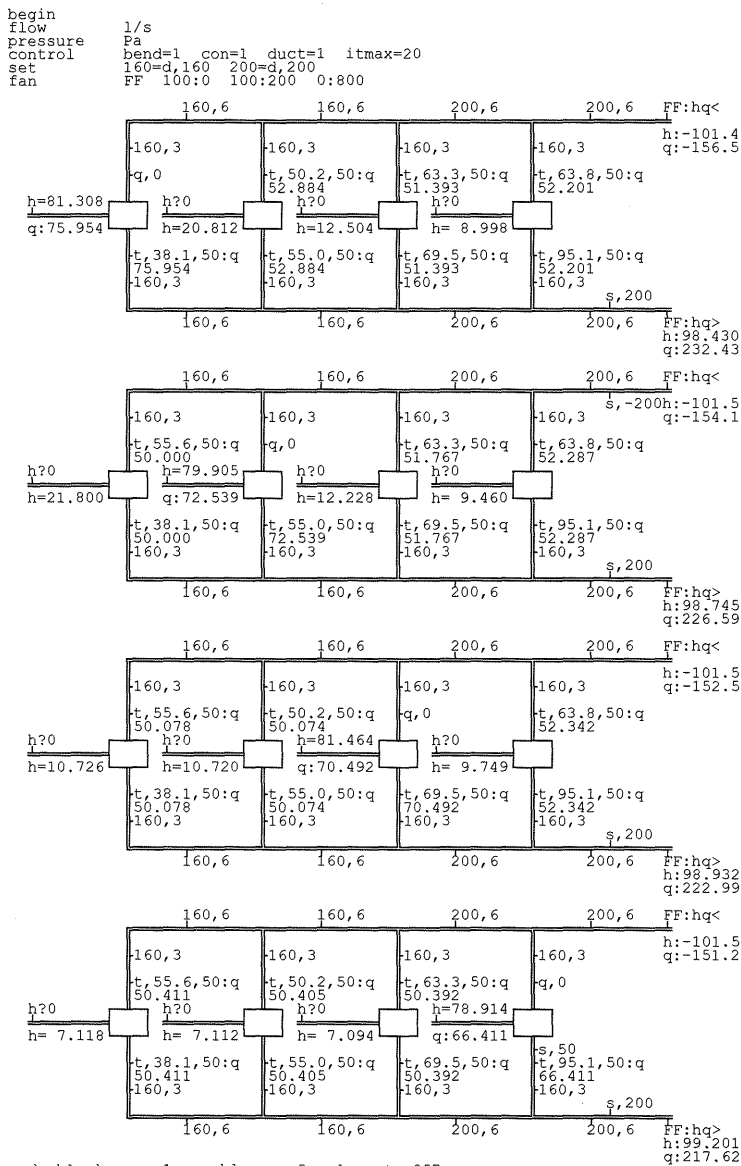 begin
flow l/s
pressure Pa
control bend=1 con=1 duct=1 itmax=20
set 160=d,160 200=d,200
fan FF 100:0 100:200 0:800
160,6 160,6 200,6 200,6 FF:hq<
h:-101.4
160,3 160,3 160,3 160,3 q:-156.5
q,0 t,50.2,50:q t,63.3,50:q t,63.8,50:q
52.884 51.393 52.201
h=81.308 h?0 h?0 h?0
q:75.954 h=20.812 h=12.504 h= 8.998
t,38.1,50:q t,55.0,50:q t,69.5,50:q t,95.1,50:q
75.954 52.884 51.393 52.201
160,3 160,3 160,3 160,3
s,200
160,6 160,6 200,6 200,6 FF:hq>
h:98.430
q:232.43
160,6 160,6 200,6 200,6 FF:hq<
s,-200h:-101.5
160,3 160,3 160,3 160,3 q:-154.1
t,55.6,50:q q,0 t,63.3,50:q t,63.8,50:q
50.000 51.767 52.287
h?0 h=79.905 h?0 h?0
h=21.800 q:72.539 h=12.228 h= 9.460
t,38.1,50:q t,55.0,50:q t,69.5,50:q t,95.1,50:q
50.000 72.539 51.767 52.287
160,3 160,3 160,3 160,3
s,200
160,6 160,6 200,6 200,6 FF:hq>
h:98.745
q:226.59
160,6 160,6 200,6 200,6 FF:hq<
h:-101.5
160,3 160,3 160,3 160,3 q:-152.5
t,55.6,50:q t,50.2,50:q q,0 t,63.8,50:q
50.078 50.074 52.342
h?0 h?0 h=81.464 h?0
h=10.726 h=10.720 q:70.492 h= 9.749
t,38.1,50:q t,55.0,50:q t,69.5,50:q t,95.1,50:q
50.078 50.074 70.492 52.342
160,3 160,3 160,3 160,3
s,200
160,6 160,6 200,6 200,6 FF:hq>
h:98.932
q:222.99
160,6 160,6 200,6 200,6 FF:hq<
h:-101.5
160,3 160,3 160,3 160,3 q:-151.2
t,55.6,50:q t,50.2,50:q t,63.3,50:q q,0
50.411 50.405 50.392
h?0 h?0 h?0 h=78.914
h= 7.118 h= 7.112 h= 7.094 q:66.411
s,50
t,38.1,50:q t,55.0,50:q t,69.5,50:q t,95.1,50:q
50.411 50.405 50.392 66.411
160,3 160,3 160,3 160,3
s,200
160,6 160,6 200,6 200,6 FF:hq>
h:99.201
q:217.62